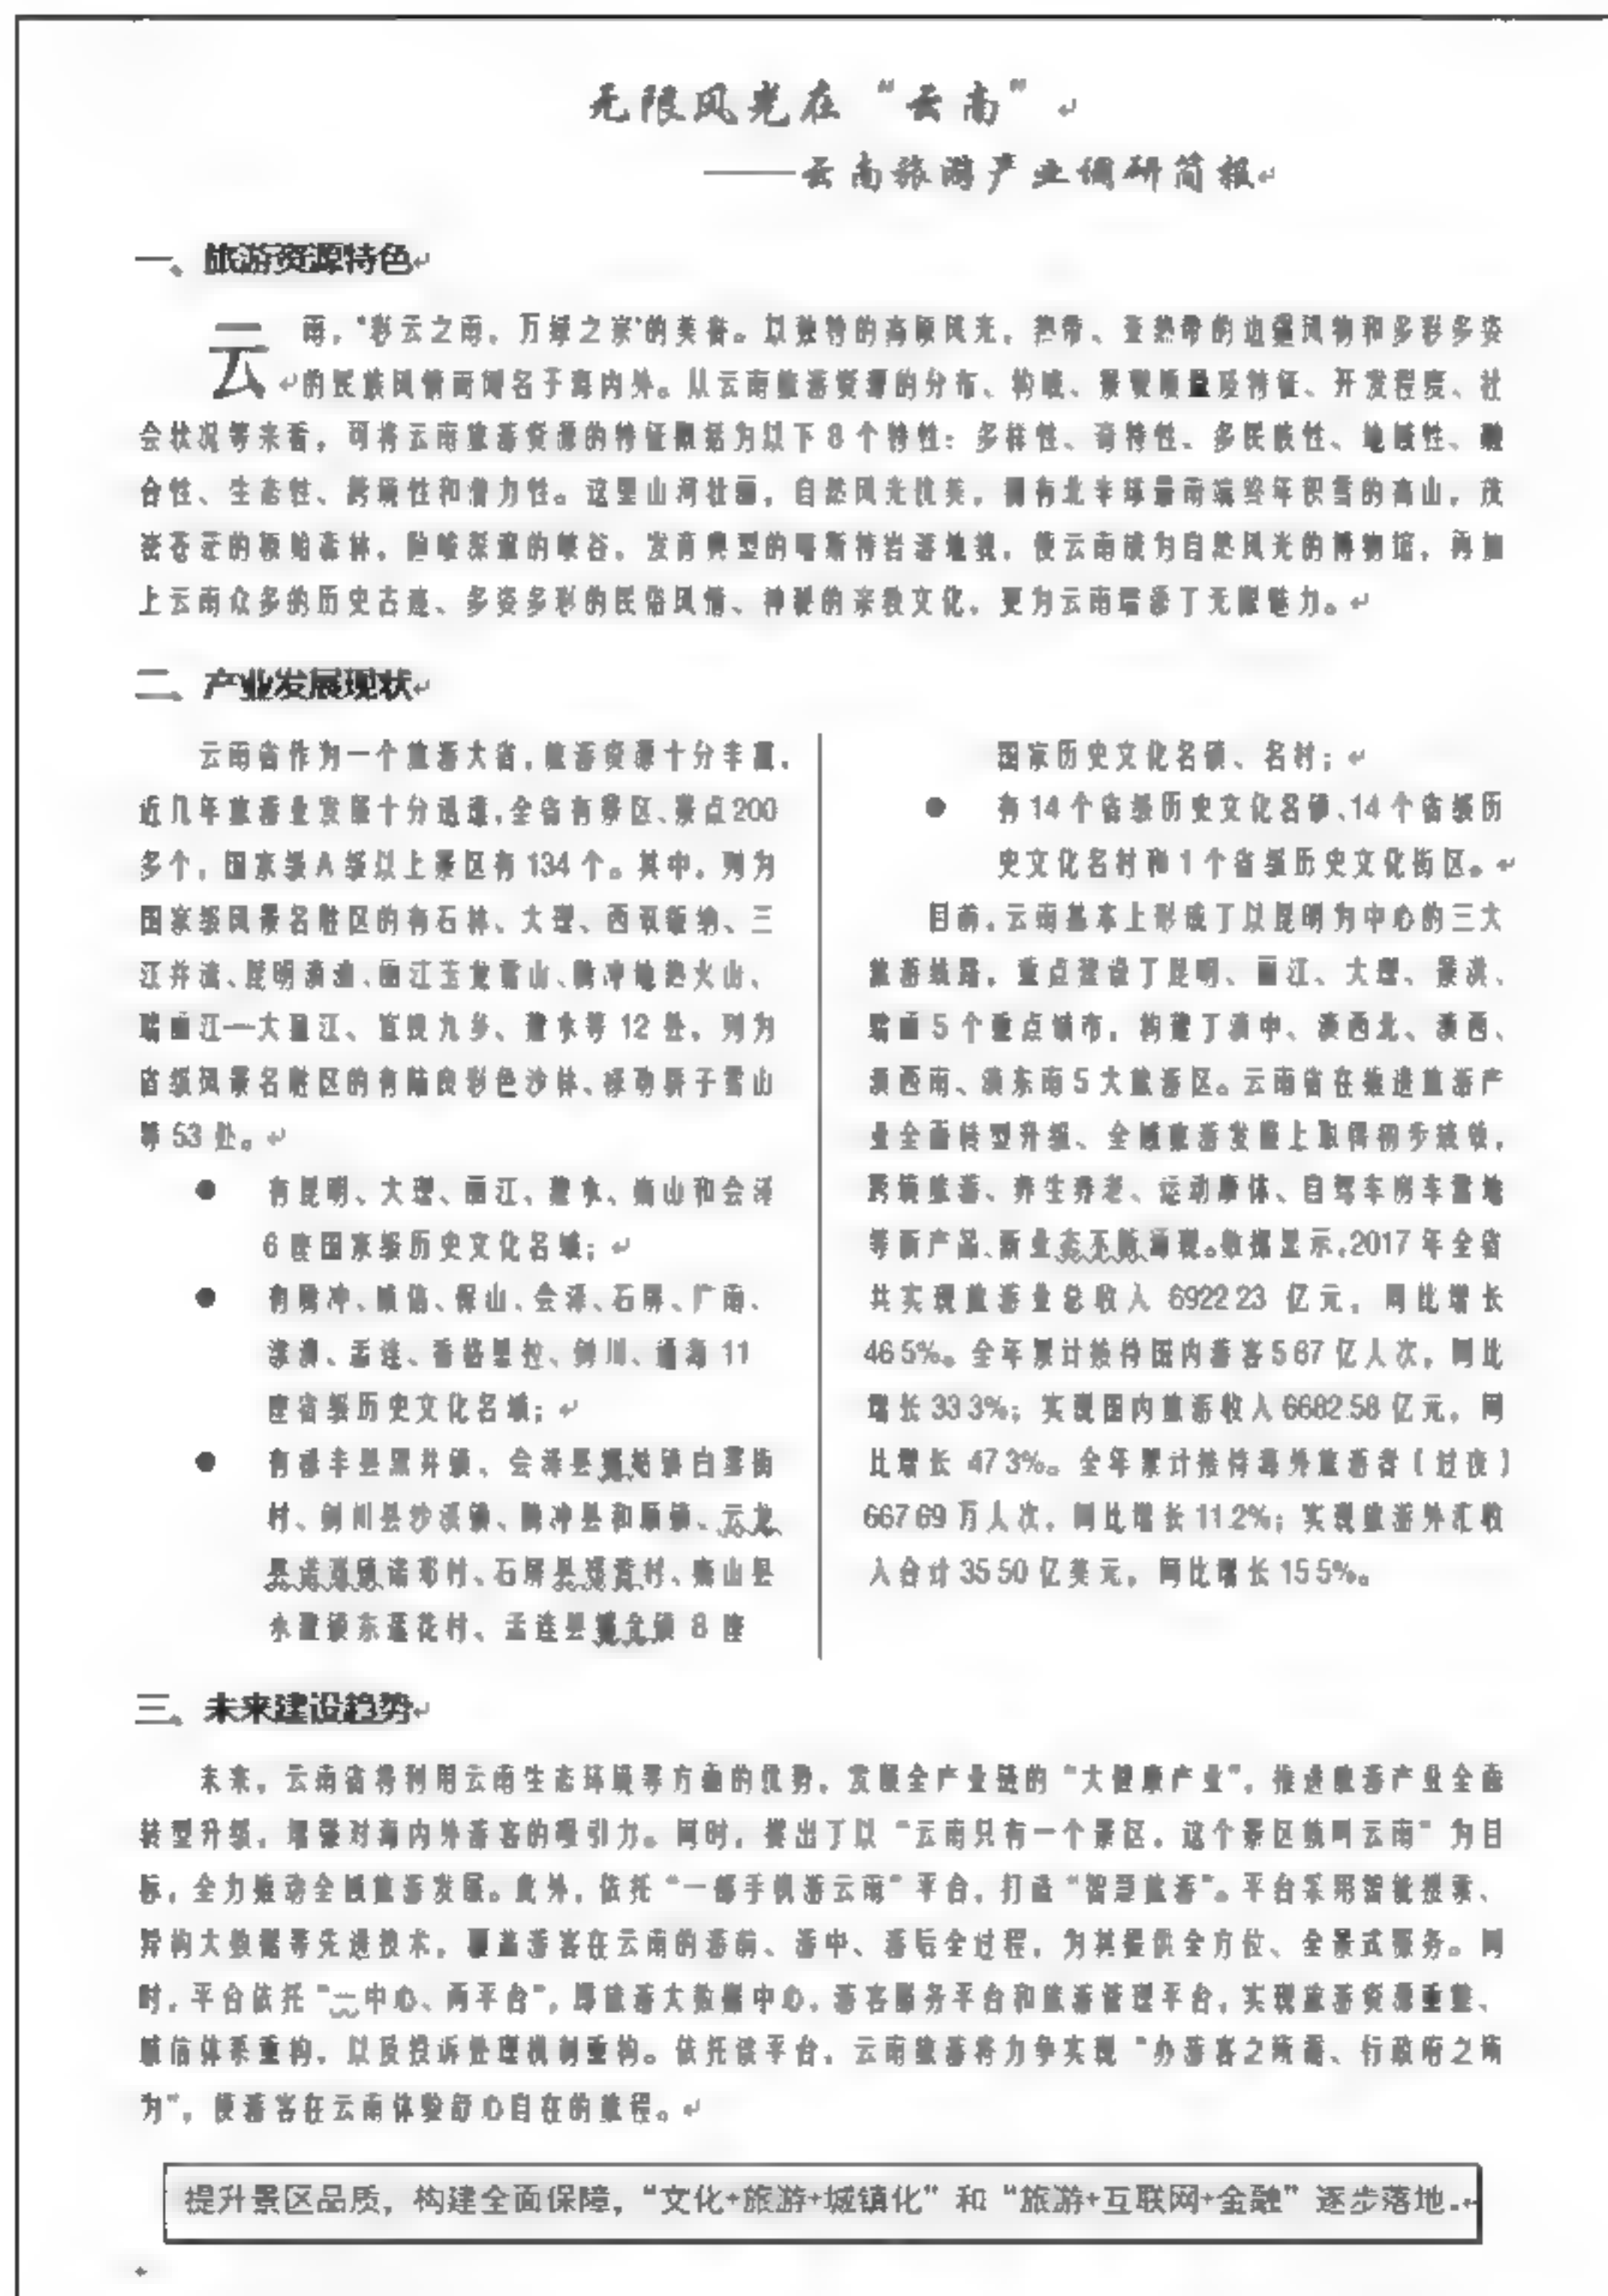 无限风光在“云南”
——云南旅游产业调研简报
一、旅游资源特色
云
南，“彩云之南，万绿之宗”的美誉。以独特的高原风光，热带、亚热带的边疆风物和多彩多姿
的民族风情而闻名于海内外。从云南旅游资源的分布、构成、景观质量及特征、开发程度、社
会状况等来看，可将云南旅游资源的特征概括为以下8个特性：多样性、奇特性、多民族性、地域性、融
合性、生态性、跨境性和潜力性。这里山河壮丽，自然风光优美，拥有北半球最南端终年积雪的高山，茂
密苍茫的原始森林，险峻深邃的峡谷，发育典型的喀斯特岩溶地貌，使云南成为自然风光的博物馆，再加
上云南众多的历史古迹、多姿多彩的民俗风情、神秘的宗教文化，更为云南增添了无限魅力。
二、产业发展现状
云南省作为一个旅游大省，旅游资源十分丰富，
近几年旅游业发展十分迅速，全省有景区、景点200
多个，国家级A级以上景区有134个。其中，列为
国家级风景名胜区的有石林、大理、西双版纳、三
江并流、昆明滇池、丽江玉龙雪山、腾冲地热火山、
瑞丽江—大盈江、宜良九乡、建水等12处，列为
省级风景名胜区的有陆良彩色沙林、禄劝轿子雪山
等53处。
● 有昆明、大理、丽江、建水、巍山和会泽
6座国家级历史文化名城；
● 有腾冲、威信、保山、会泽、石屏、广南、
漾濞、孟连、香格里拉、剑川、通海11
座省级历史文化名城；
● 有禄丰县黑井镇、会泽县娜姑镇白雾街
村、剑川县沙溪镇、腾冲县和顺镇、云龙
县诺邓镇诺邓村、石屏县郑营村、巍山县
永建镇东莲花村、孟连县娜允镇8座
国家历史文化名镇、名村；
● 有14个省级历史文化名镇、14个省级历
史文化名村和1个省级历史文化街区。
目前，云南基本上形成了以昆明为中心的三大
旅游线路，重点建设了昆明、丽江、大理、景洪、
瑞丽5个重点城市，构建了滇中、滇西北、滇西、
滇西南、滇东南5大旅游区。云南省在推进旅游产
业全面转型升级、全域旅游发展上取得初步成效，
跨境旅游、养生养老、运动康体、自驾车房车营地
等新产品、新业态不断涌现。数据显示，2017年全省
共实现旅游业总收入6922.23亿元，同比增长
46.5%。全年累计接待国内游客5.67亿人次，同比
增长33.3%；实现国内旅游收入6682.58亿元，同
比增长47.3%。全年累计接待海外旅游者（过夜）
667.69万人次，同比增长11.2%；实现旅游外汇收
入合计35.50亿美元，同比增长15.5%。
三、未来建设趋势
未来，云南省将利用云南生态环境等方面的优势，发展全产业链的“大健康产业”，推进旅游产业全面
转型升级，增强对海内外游客的吸引力。同时，提出了以“云南只有一个景区，这个景区就叫云南”为目
标，全力推动全域旅游发展。此外，依托“一部手机游云南”平台，打造“智慧旅游”。平台采用智能搜索、
异构大数据等先进技术，覆盖游客在云南的游前、游中、游后全过程，为其提供全方位、全景式服务。同
时，平台依托“一中心、两平台”，即旅游大数据中心，游客服务平台和旅游管理平台，实现旅游资源重整、
诚信体系重构，以及投诉处理机制重构。依托该平台，云南旅游将力争实现“办游客之所需、行政府之所
为”，使游客在云南体验舒心自在的旅程。
提升景区品质，构建全面保障，“文化+旅游+城镇化”和“旅游+互联网+金融”逐步落地。